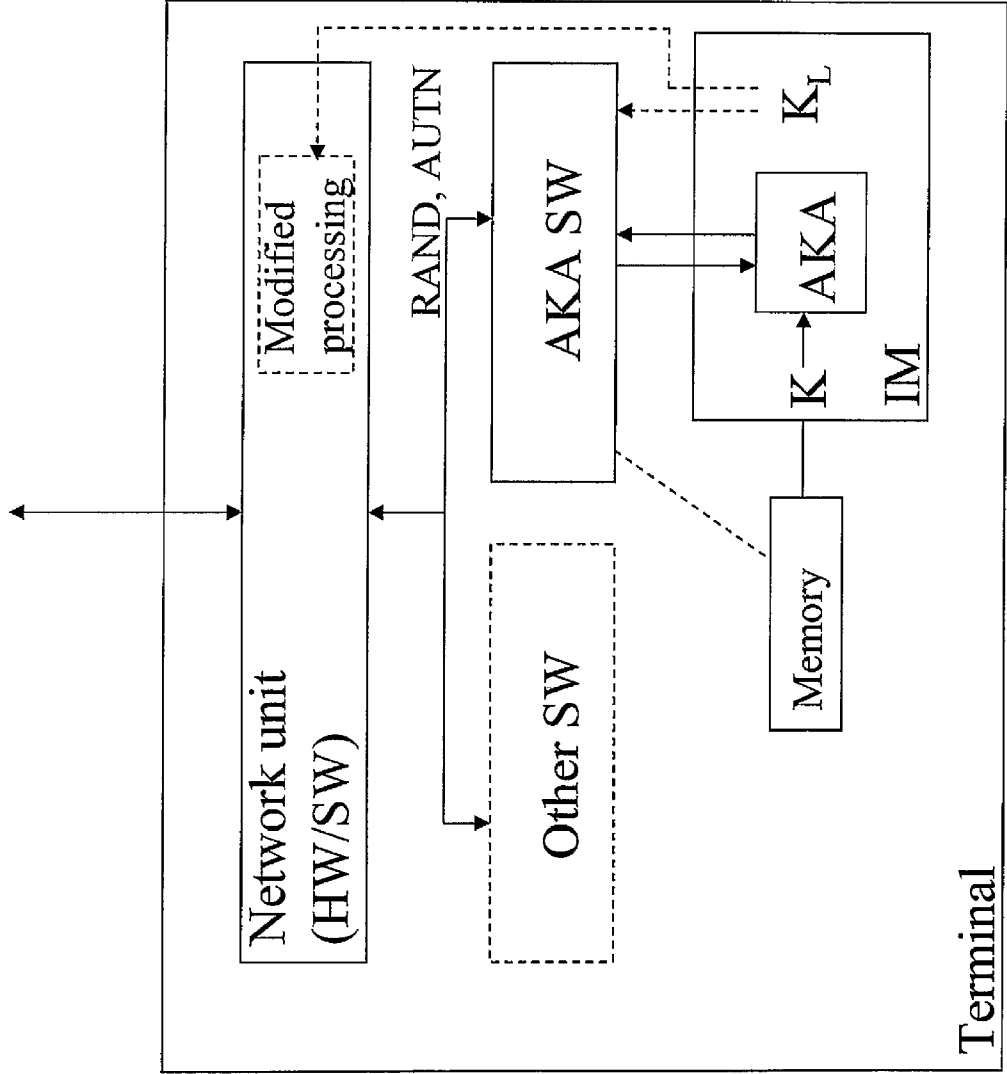 Network unit
(HW/SW)
Modified
processing
RAND, AUTN
Other SW
AKA SW
Memory
K
AKA
K_L
IM
Terminal